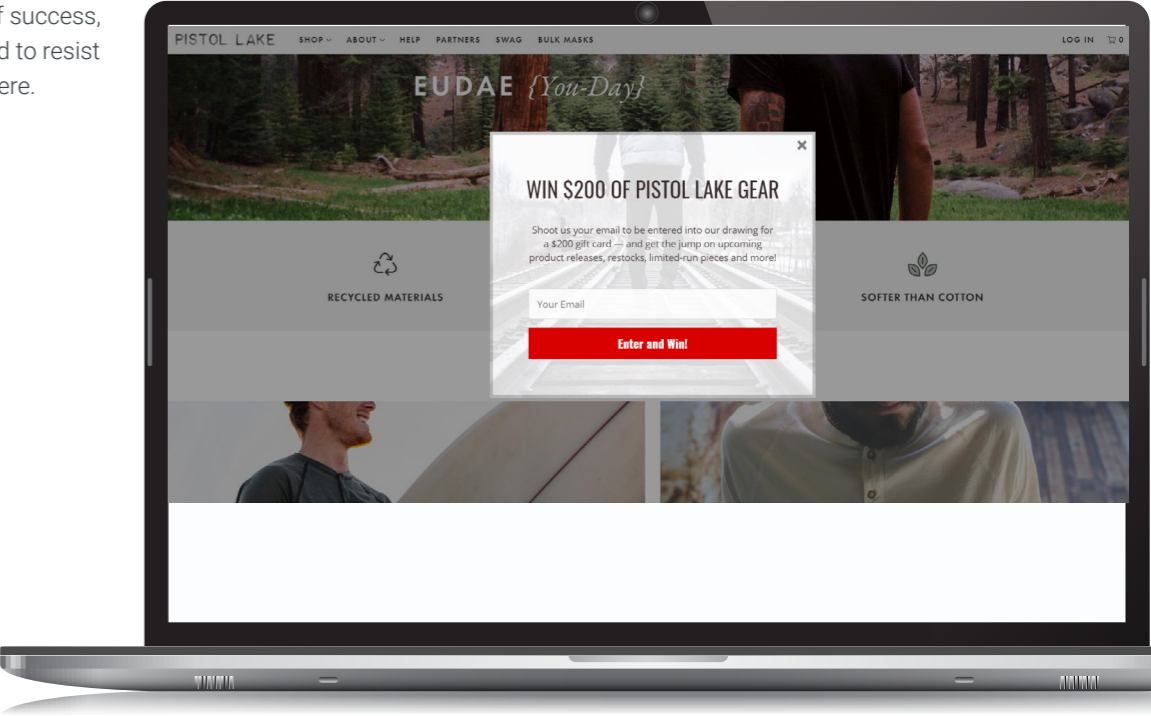 f success,
d to resist
ere.
PISTOL LAKE SHOP ABOUT HELP PARTNERS SWAG BULK MASKS LOG IN 0
EUDAE {You-Day}
WIN $200 OF PISTOL LAKE GEAR
Shoot us your email to be entered into our drawing for
a $200 gift card — and get the jump on upcoming
product releases, restocks, limited-run pieces and more!
Your Email
Enter and Win!
RECYCLED MATERIALS
SOFTER THAN COTTON